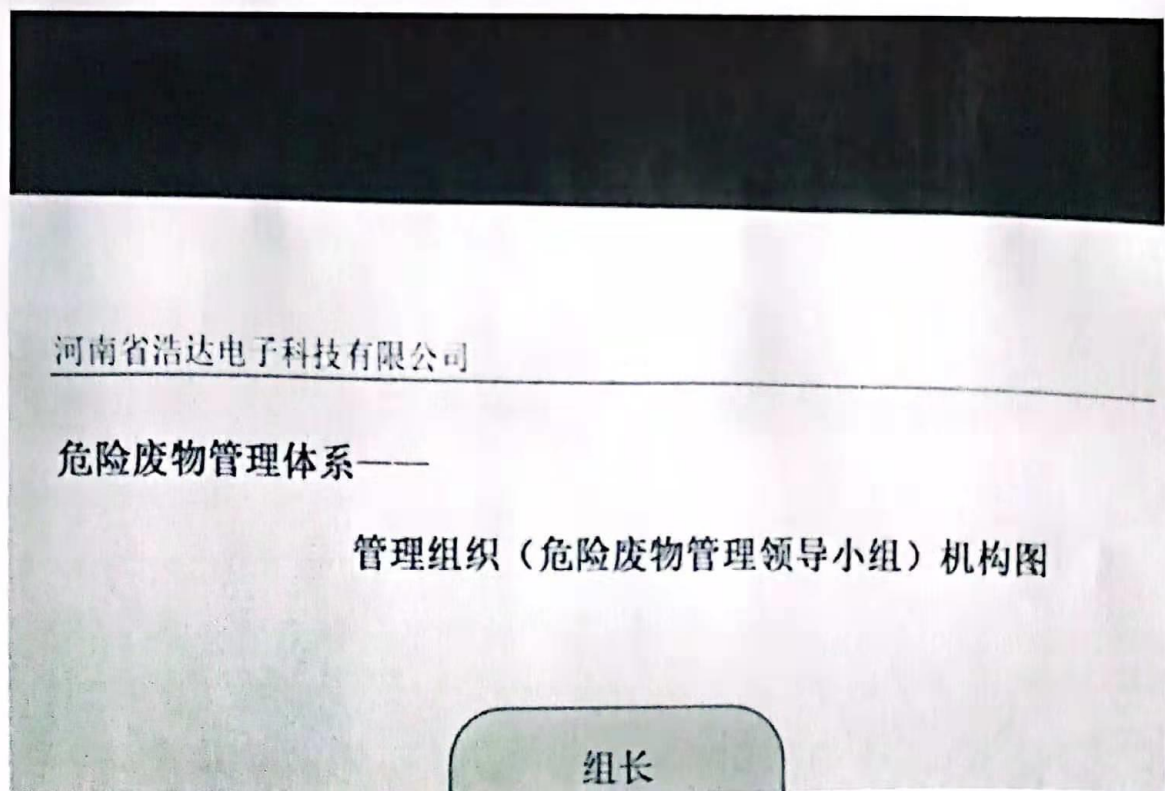 河南省浩达电子科技有限公司
危险废物管理体系——
管理组织（危险废物管理领导小组）机构图
组长